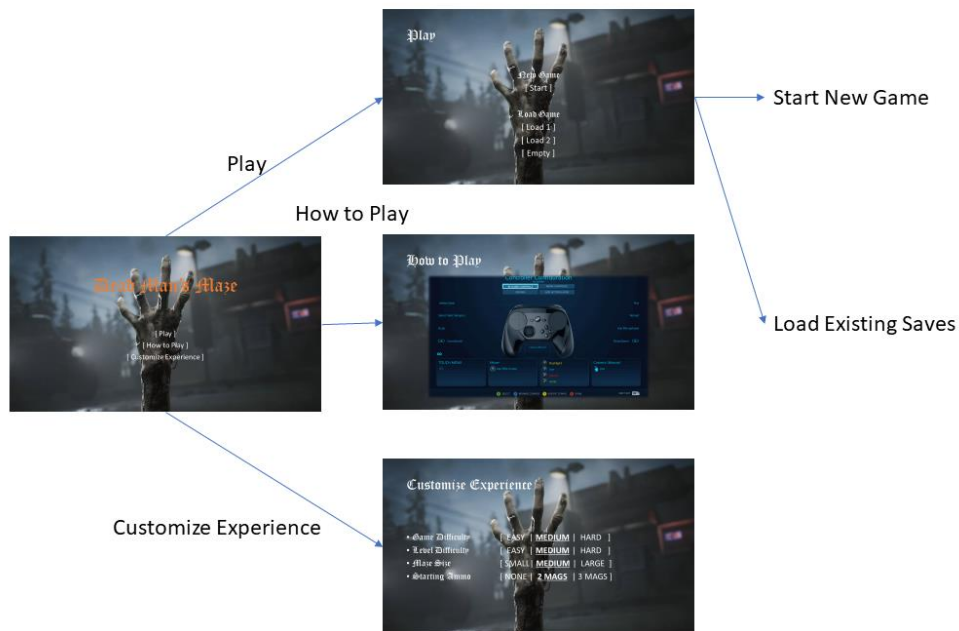 Play
New Game
[ Start ]
Load Game
[ Load 1 ]
[ Load 2 ]
[ Empty ]
Start New Game
Play
How to Play
Dead Man's Maze
[ Play ]
[ How to Play ]
[ Customize Experience ]
How to Play
Load Existing Saves
Customize Experience
Customize Experience
• Game Difficulty [ EASY | MEDIUM | HARD ]
• Level Difficulty [ EASY | MEDIUM | HARD ]
• Maze Size [ SMALL | MEDIUM | LARGE ]
• Starting Ammo [ NONE | 2 MAGS | 3 MAGS ]